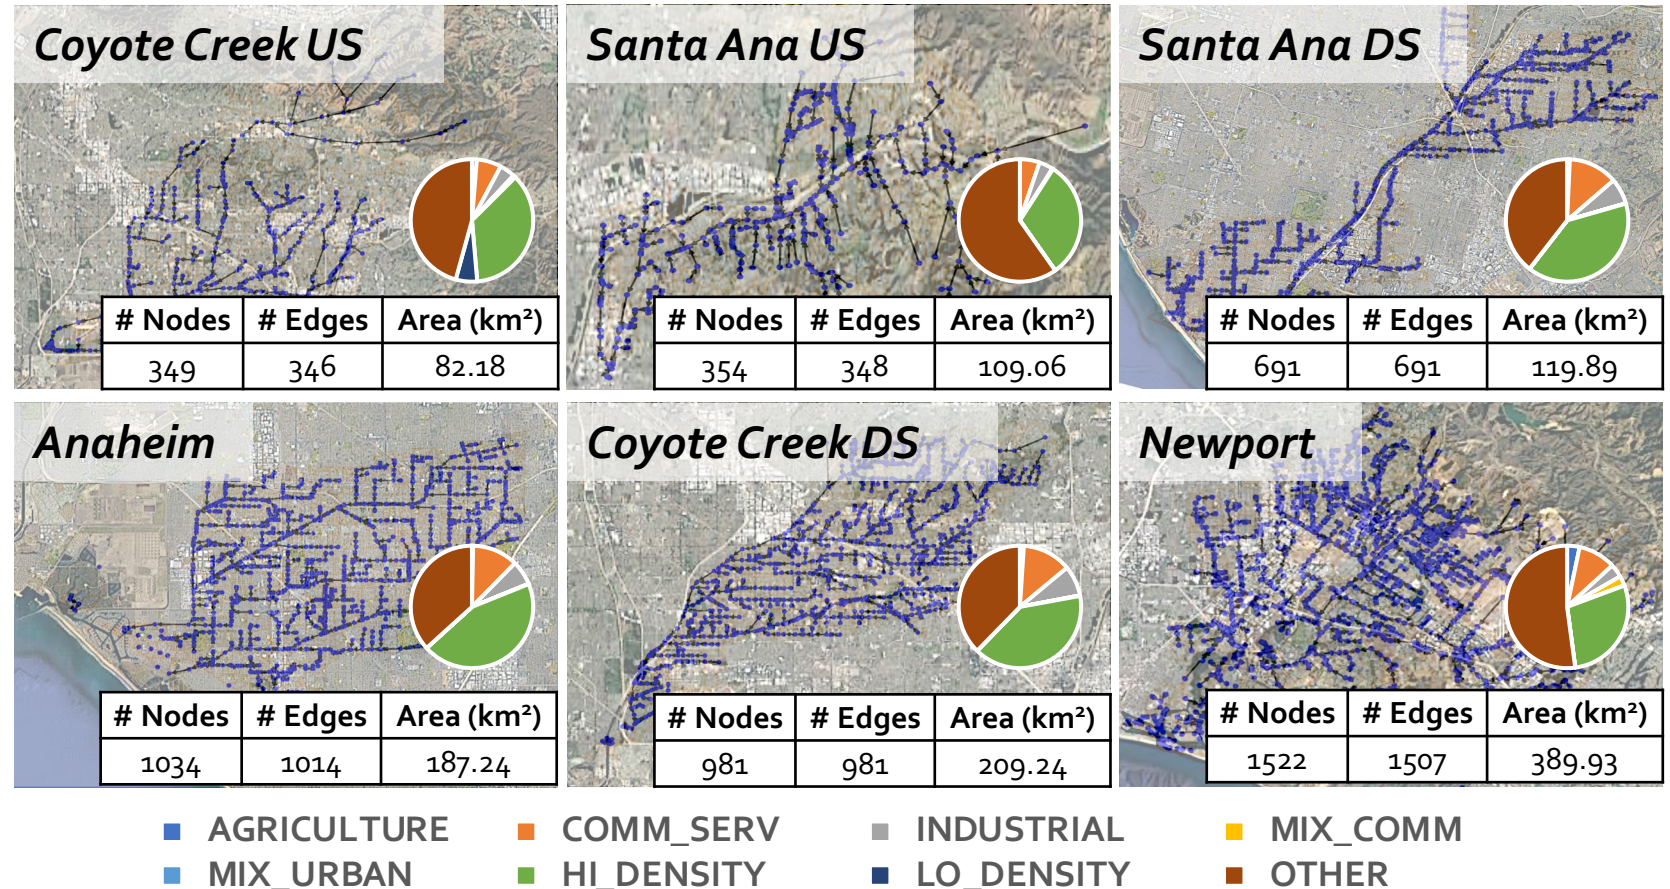 Coyote Creek US
# Nodes # Edges Area (km²)
349 346 82.18
Santa Ana US
# Nodes # Edges Area (km²)
354 348 109.06
Santa Ana DS
# Nodes # Edges Area (km²)
691 691 119.89
Anaheim
# Nodes # Edges Area (km²)
1034 1014 187.24
Coyote Creek DS
# Nodes # Edges Area (km²)
981 981 209.24
Newport
# Nodes # Edges Area (km²)
1522 1507 389.93
AGRICULTURE COMM_SERV INDUSTRIAL MIX_COMM
MIX_URBAN HI_DENSITY LO_DENSITY OTHER